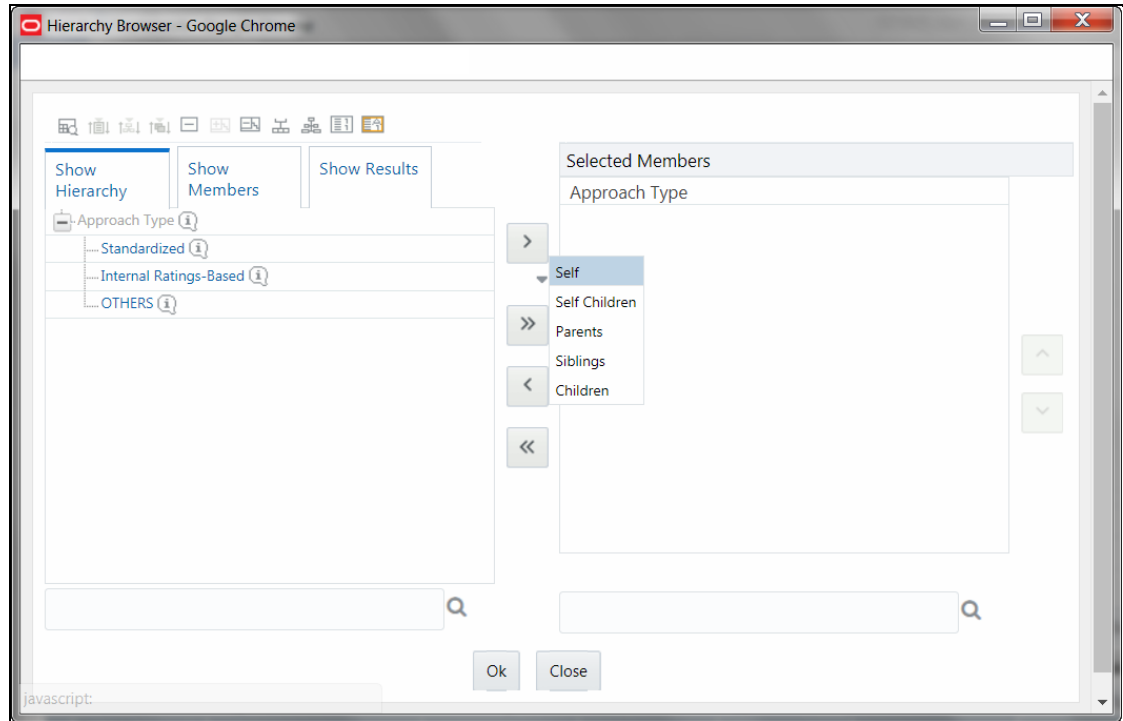 Hierarchy Browser - Google Chrome
Show Hierarchy
Show Members
Show Results
Approach Type
Standardized
Internal Ratings-Based
OTHERS
Self
Self Children
Parents
Siblings
Children
Selected Members
Approach Type
Ok
Close
javascript: